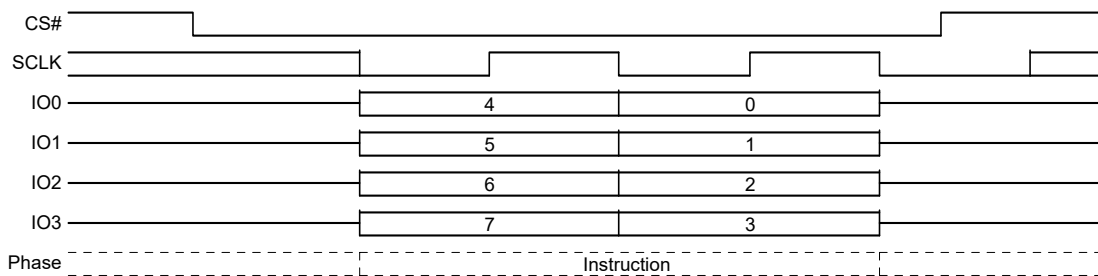 CS#
SCLK
IO0 4 0
IO1 5 1
IO2 6 2
IO3 7 3
Phase Instruction